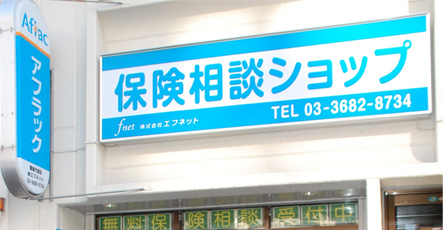 Aflac
アフラック
保険相談ショップ
fnet 株式会社エフネット
TEL 03-3682-8734
無料保険相談受付中